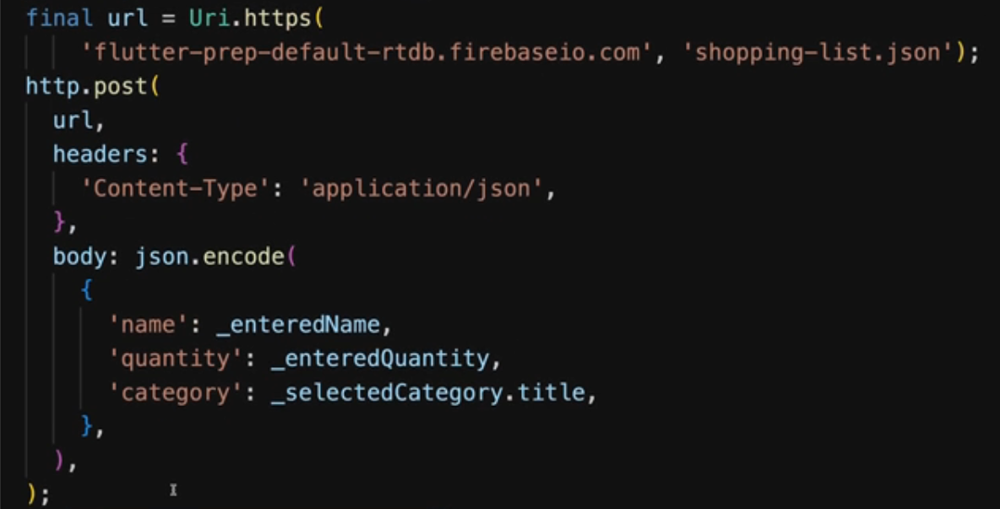 final url = Uri.https(
    'flutter-prep-default-rtdb.firebaseio.com', 'shopping-list.json');
http.post(
  url,
  headers: {
    'Content-Type': 'application/json',
  },
  body: json.encode(
    {
      'name': _enteredName,
      'quantity': _enteredQuantity,
      'category': _selectedCategory.title,
    },
  ),
);